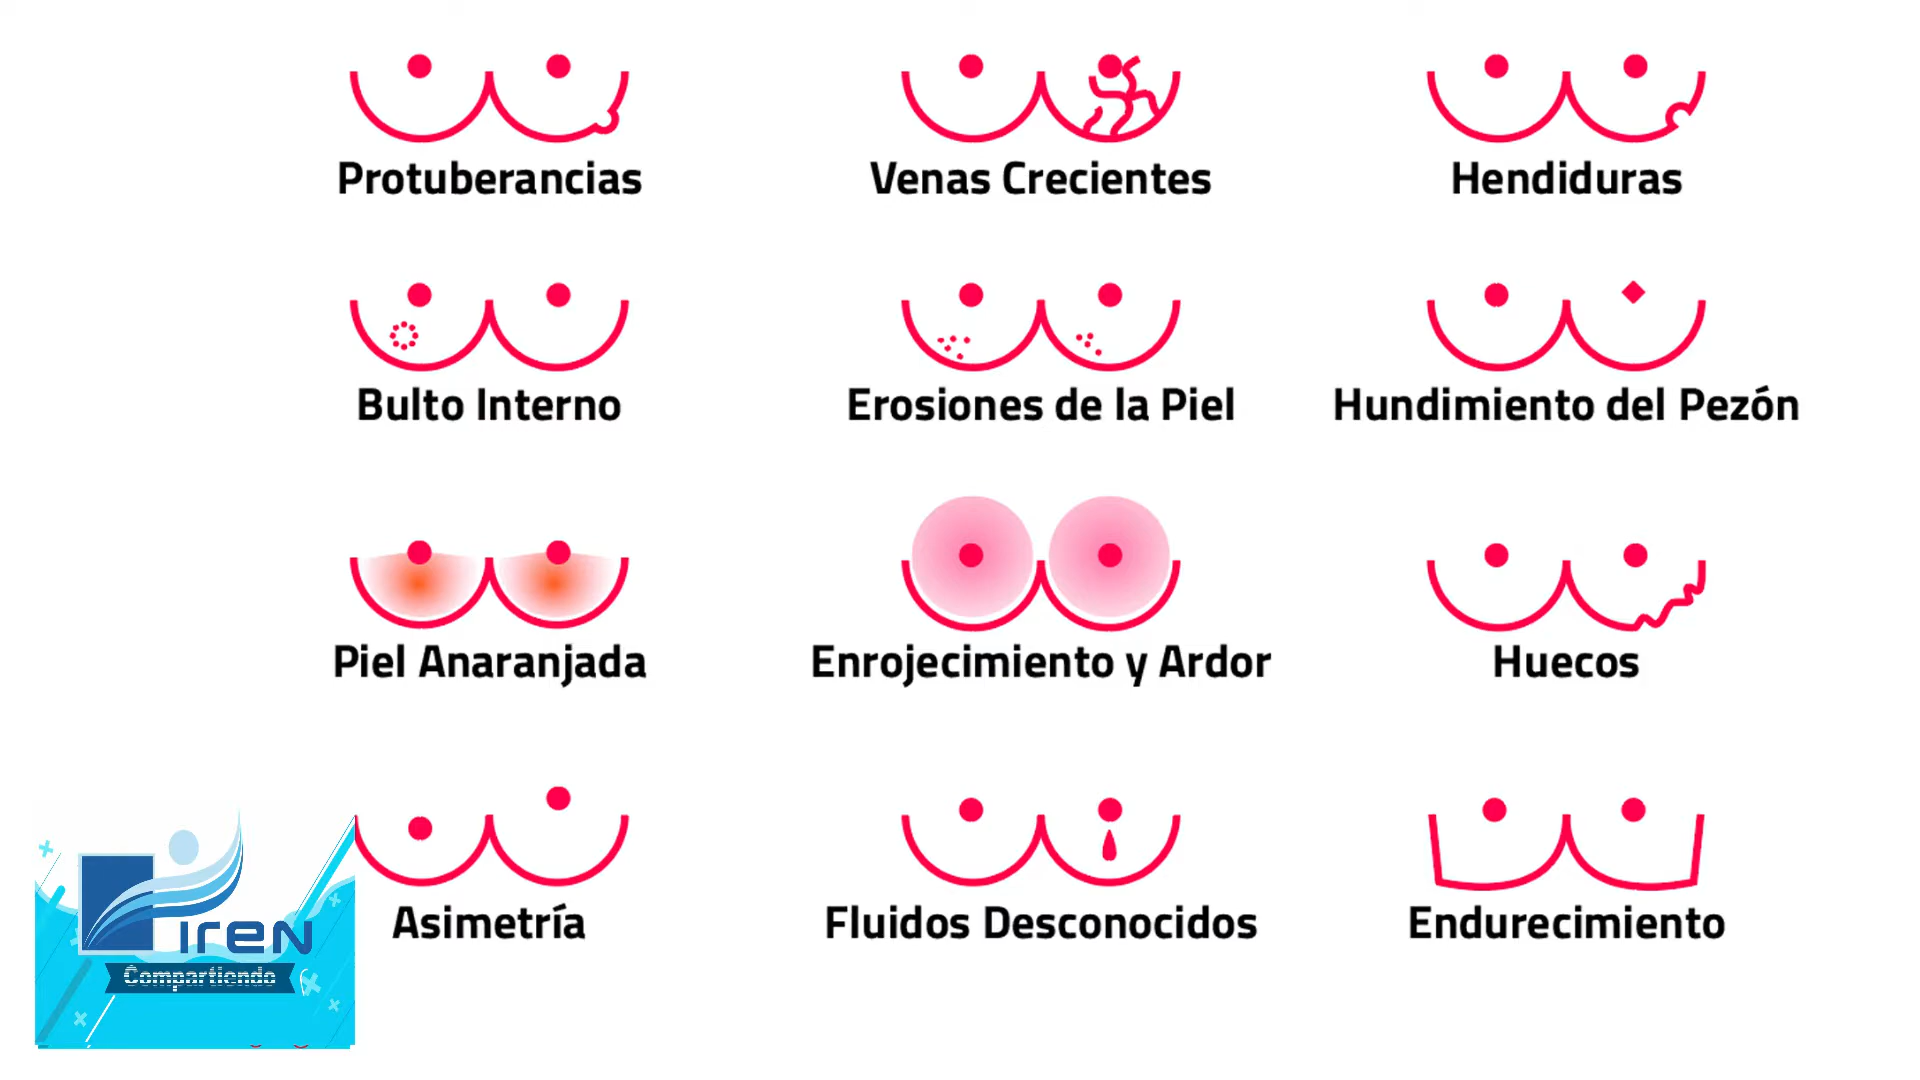 Protuberancias
Venas Crecientes
Hendiduras
Bulto Interno
Erosiones de la Piel
Hundimiento del Pezón
Piel Anaranjada
Enrojecimiento y Ardor
Huecos
Asimetría
Fluidos Desconocidos
Endurecimiento
iren
Compartiendo